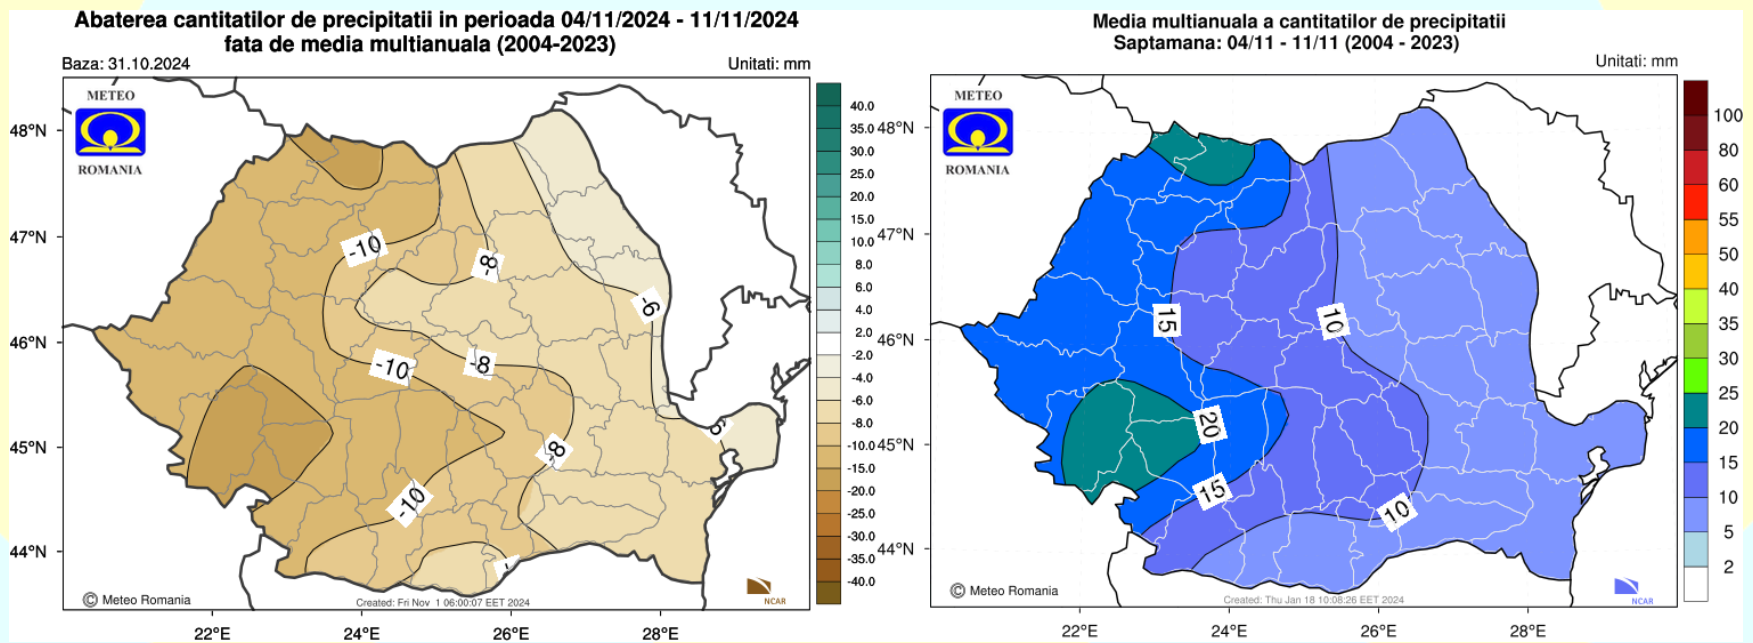 Abaterea cantitatilor de precipitatii in perioada 04/11/2024 - 11/11/2024
fata de media multianuala (2004-2023)
Baza: 31.10.2024
Unitati: mm
METEO
ROMANIA
48°N
47°N
46°N
45°N
44°N
22°E
24°E
26°E
28°E
-10
-8
-6
-10
-8
-8
-10
6
-
40.0
35.0
30.0
25.0
20.0
15.0
10.0
8.0
6.0
4.0
2.0
-2.0
-4.0
-6.0
-8.0
-10.0
-15.0
-20.0
-25.0
-30.0
-35.0
-40.0
© Meteo Romania
Created: Fri Nov 1 06:00:07 EET 2024
NCAR
Media multianuala a cantitatilor de precipitatii
Saptamana: 04/11 - 11/11 (2004 - 2023)
Unitati: mm
METEO
ROMANIA
48°N
47°N
46°N
45°N
44°N
22°E
24°E
26°E
28°E
15
10
20
15
10
100
80
60
55
50
40
35
30
25
20
15
10
5
2
© Meteo Romania
Created: Thu Jan 18 10:08:26 EET 2024
NCAR